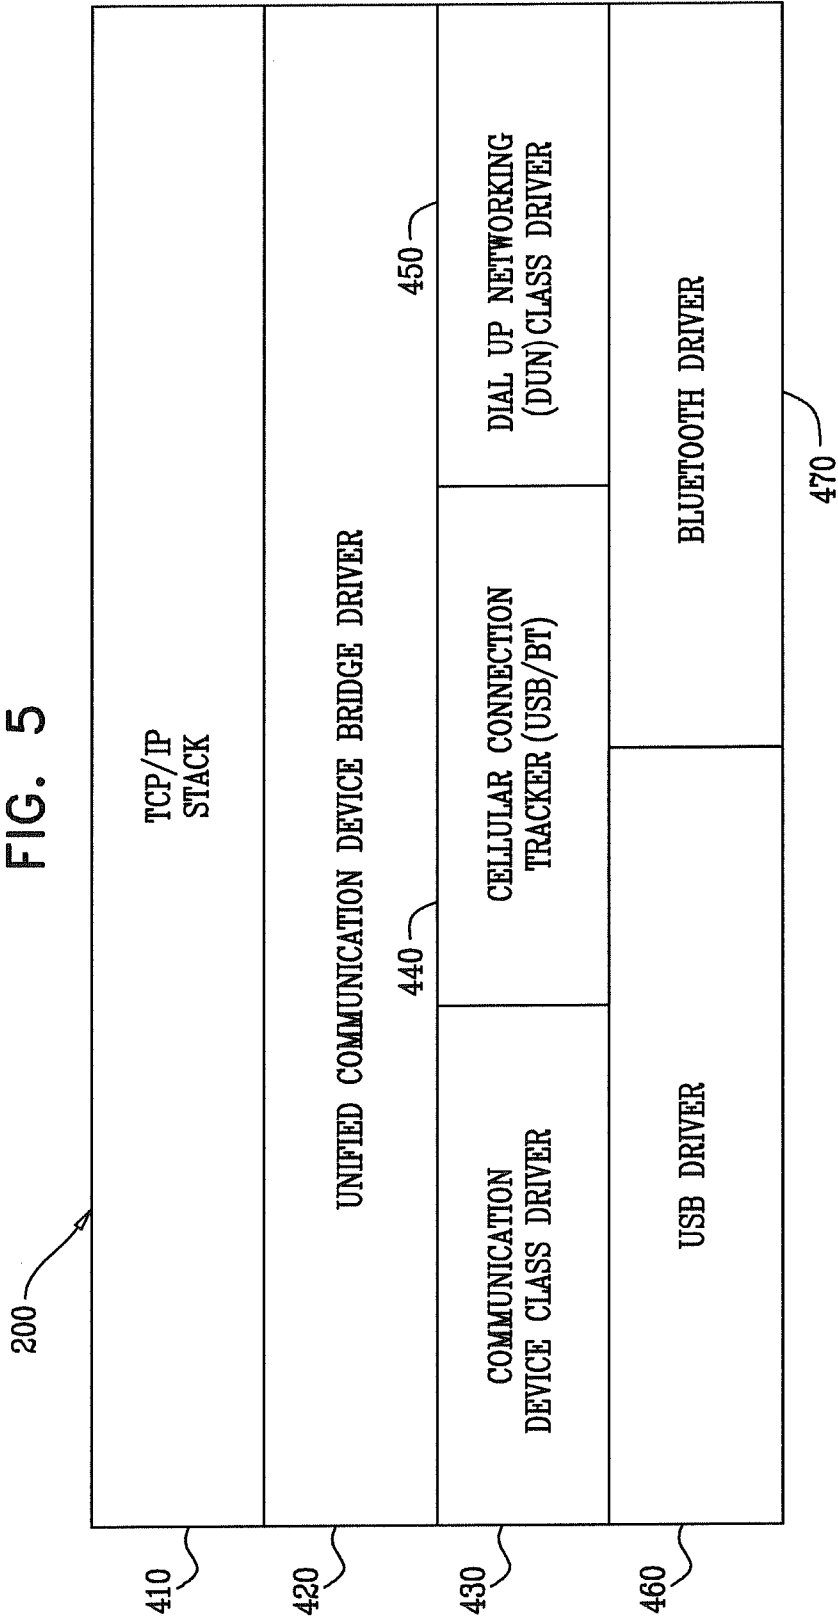 FIG. 5
200
410
TCP/IP
STACK
420
UNIFIED COMMUNICATION DEVICE BRIDGE DRIVER
430
COMMUNICATION
DEVICE CLASS DRIVER
440
CELLULAR CONNECTION
TRACKER (USB/BT)
450
DIAL UP NETWORKING
(DUN) CLASS DRIVER
460
USB DRIVER
BLUETOOTH DRIVER
470